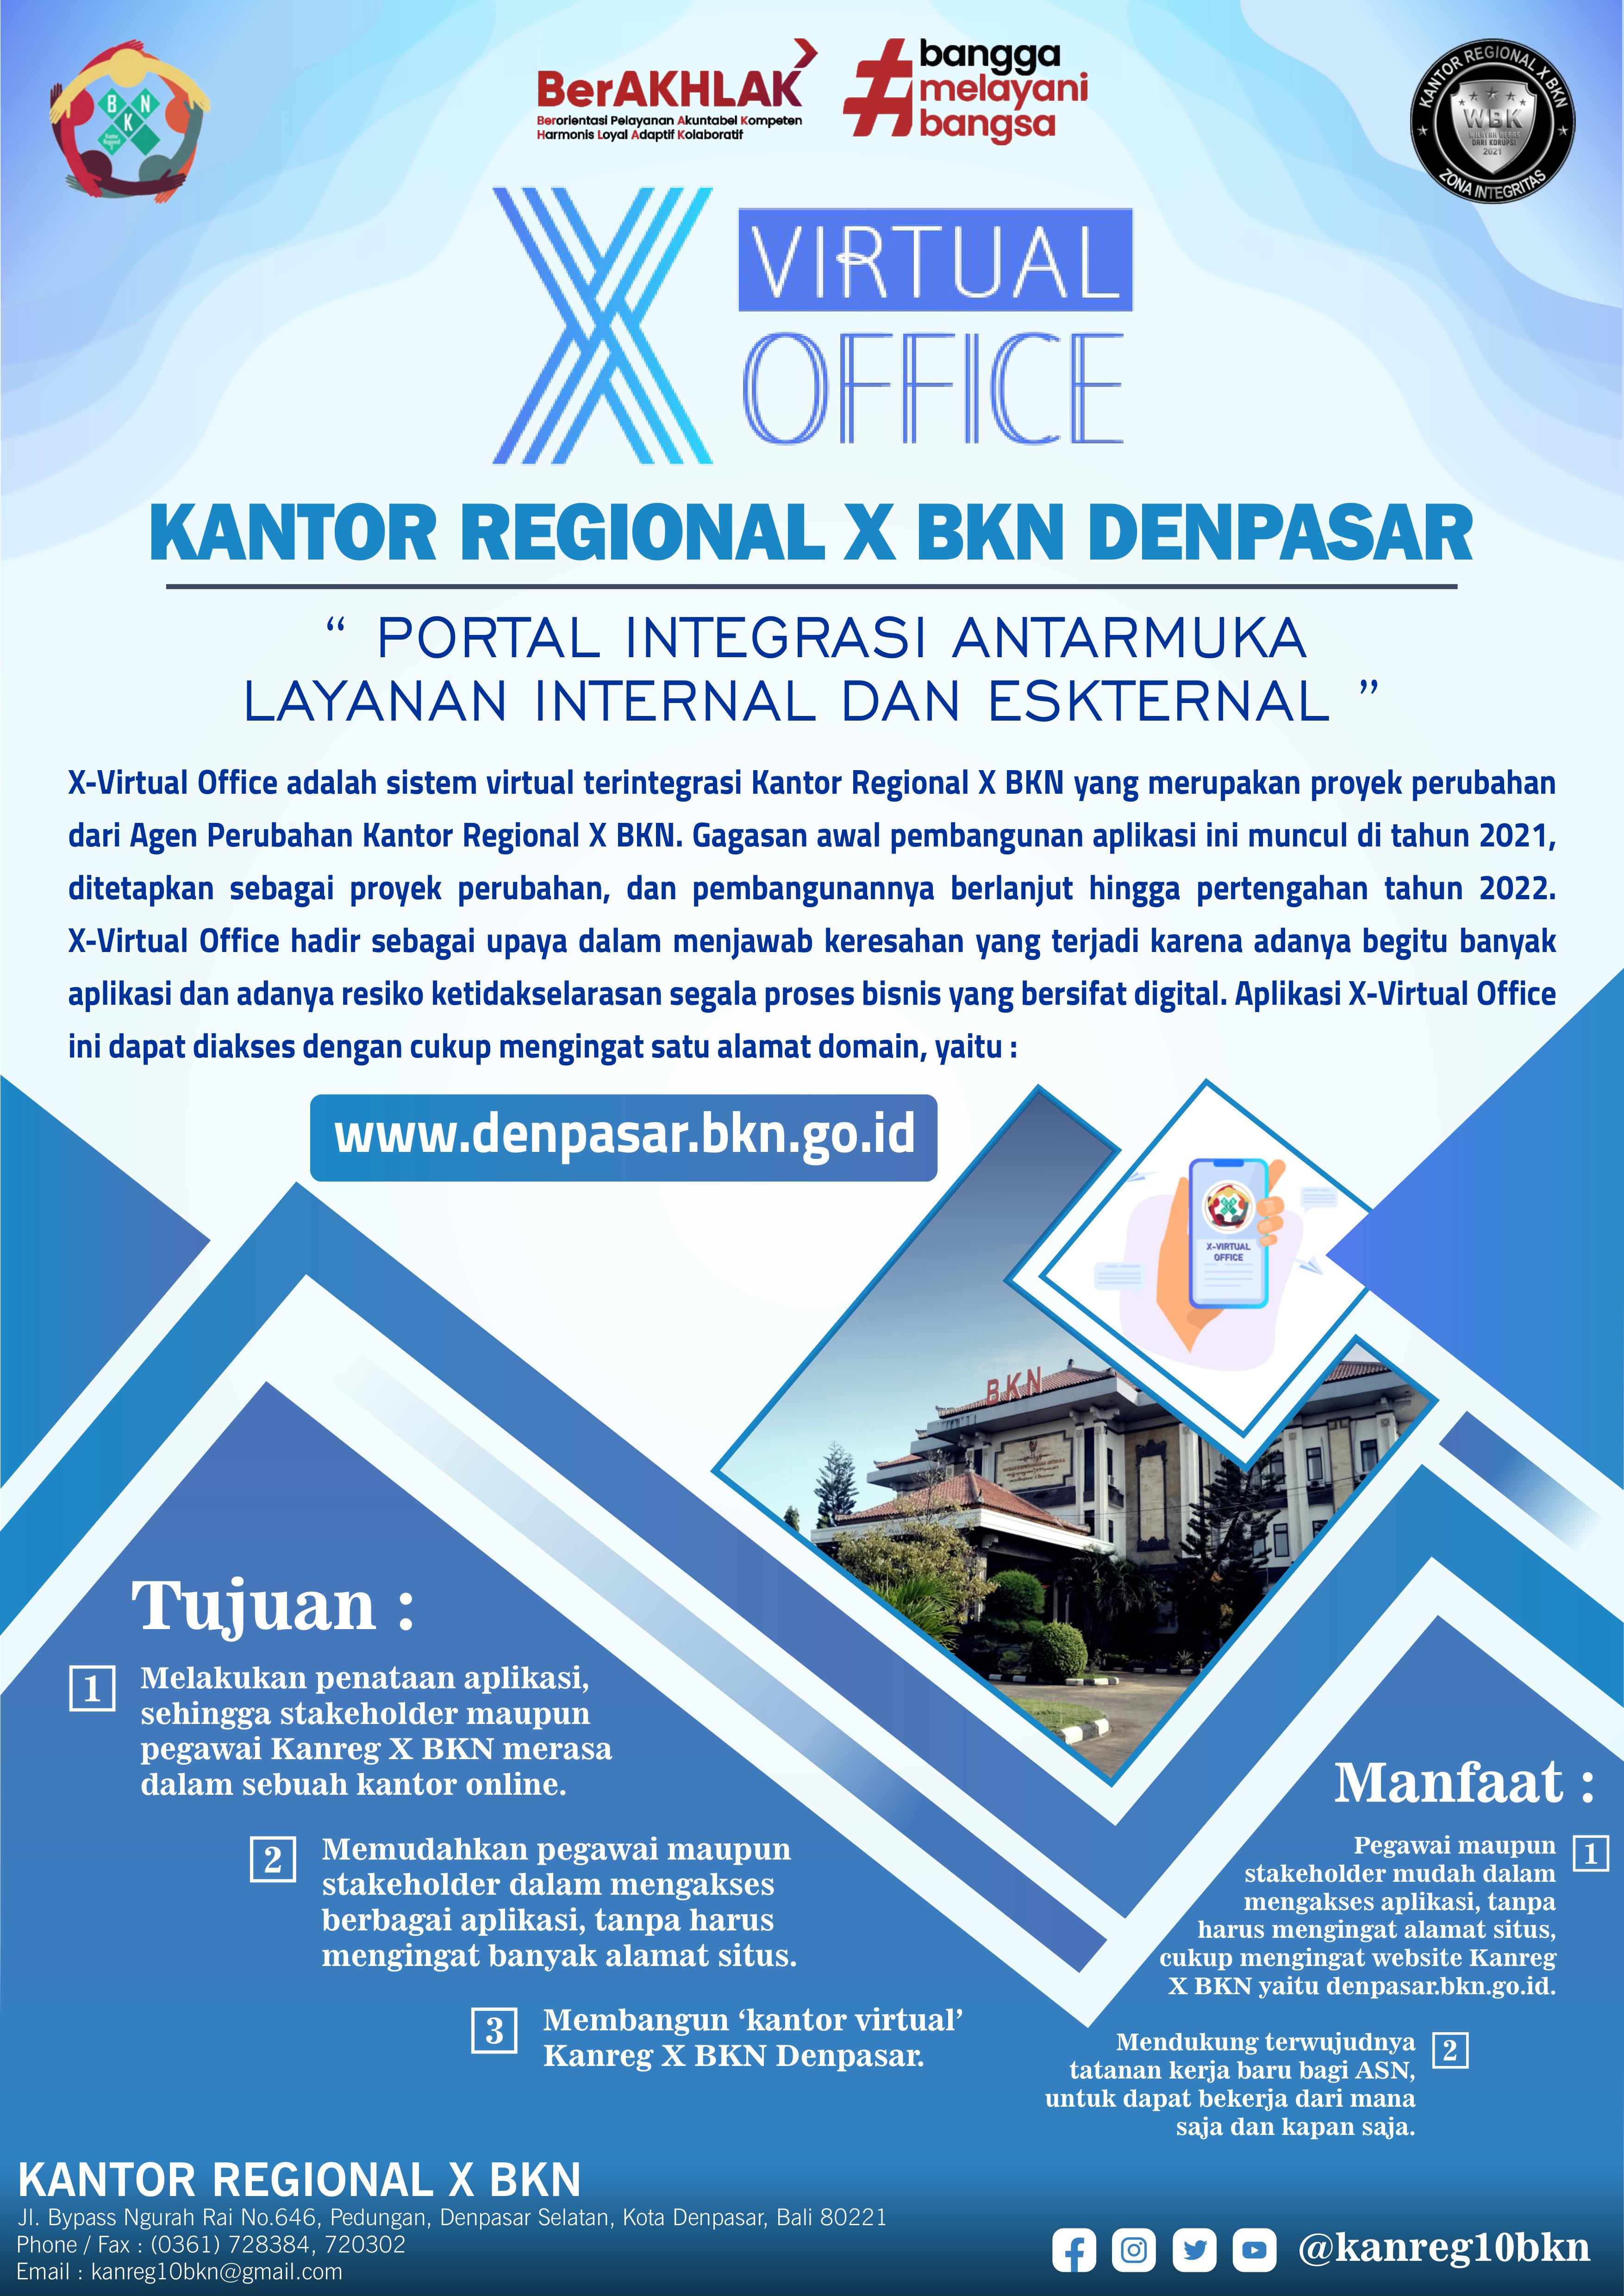 B N
K
Kantor
Regional
BerAKHLAK
Berorientasi Pelayanan Akuntabel Kompeten
Harmonis Loyal Adaptif Kolaboratif
#bangga
melayani
bangsa
KANTOR REGIONAL X BKN
WBK
WILAYAH BEBAS
DARI KORUPSI
2021
ZONA INTEGRITAS
X VIRTUAL
OFFICE
KANTOR REGIONAL X BKN DENPASAR
“ PORTAL INTEGRASI ANTARMUKA
LAYANAN INTERNAL DAN ESKTERNAL ”
X-Virtual Office adalah sistem virtual terintegrasi Kantor Regional X BKN yang merupakan proyek perubahan
dari Agen Perubahan Kantor Regional X BKN. Gagasan awal pembangunan aplikasi ini muncul di tahun 2021,
ditetapkan sebagai proyek perubahan, dan pembangunannya berlanjut hingga pertengahan tahun 2022.
X-Virtual Office hadir sebagai upaya dalam menjawab keresahan yang terjadi karena adanya begitu banyak
aplikasi dan adanya resiko ketidakselarasan segala proses bisnis yang bersifat digital. Aplikasi X-Virtual Office
ini dapat diakses dengan cukup mengingat satu alamat domain, yaitu :
www.denpasar.bkn.go.id
X-VIRTUAL
OFFICE
BKN
Tujuan :
1 Melakukan penataan aplikasi,
sehingga stakeholder maupun
pegawai Kanreg X BKN merasa
dalam sebuah kantor online.
2 Memudahkan pegawai maupun
stakeholder dalam mengakses
berbagai aplikasi, tanpa harus
mengingat banyak alamat situs.
3 Membangun ‘kantor virtual’
Kanreg X BKN Denpasar.
Manfaat :
Pegawai maupun 1
stakeholder mudah dalam
mengakses aplikasi, tanpa
harus mengingat alamat situs,
cukup mengingat website Kanreg
X BKN yaitu denpasar.bkn.go.id.
Mendukung terwujudnya 2
tatanan kerja baru bagi ASN,
untuk dapat bekerja dari mana
saja dan kapan saja.
KANTOR REGIONAL X BKN
Jl. Bypass Ngurah Rai No.646, Pedungan, Denpasar Selatan, Kota Denpasar, Bali 80221
Phone / Fax : (0361) 728384, 720302
Email : kanreg10bkn@gmail.com
@kanreg10bkn